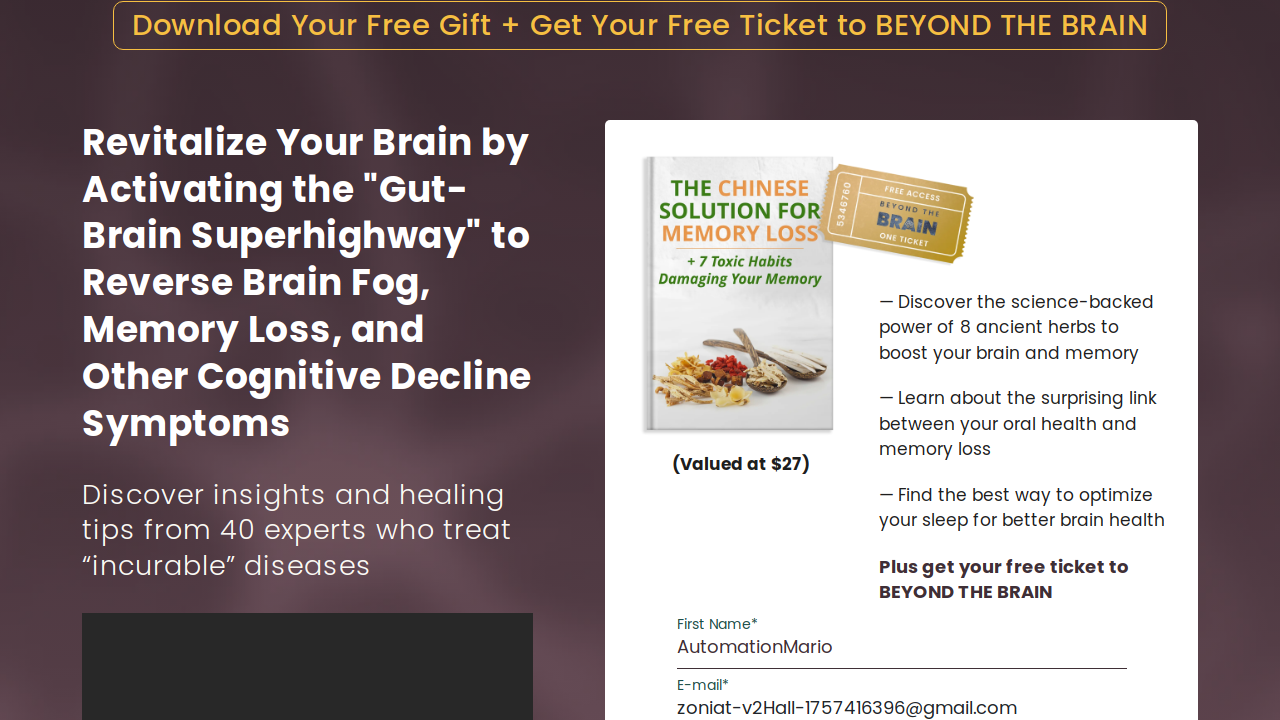 Download Your Free Gift + Get Your Free Ticket to BEYOND THE BRAIN
Revitalize Your Brain by
Activating the "Gut-
Brain Superhighway" to
Reverse Brain Fog,
Memory Loss, and
Other Cognitive Decline
Symptoms
Discover insights and healing
tips from 40 experts who treat
“incurable” diseases
THE CHINESE
SOLUTION FOR
MEMORY LOSS
+ 7 Toxic Habits
Damaging Your Memory
5346760
FREE ACCESS
BEYOND THE
BRAIN
ONE TICKET
(Valued at $27)
— Discover the science-backed
power of 8 ancient herbs to
boost your brain and memory
— Learn about the surprising link
between your oral health and
memory loss
— Find the best way to optimize
your sleep for better brain health
Plus get your free ticket to
BEYOND THE BRAIN
First Name*
AutomationMario
E-mail*
zoniat-v2Hall-1757416396@gmail.com